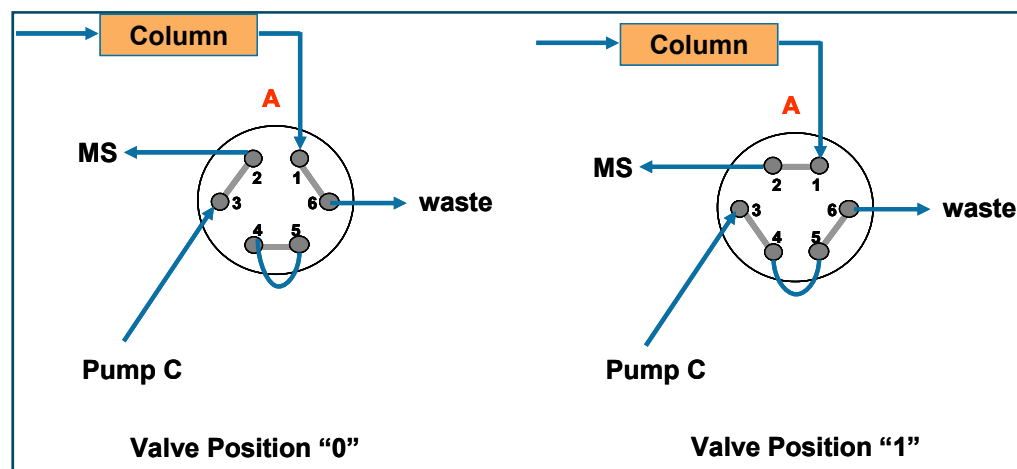 Column
A
MS
2
1
3
6
waste
4
5
Pump C
Valve Position “0”
Column
A
MS
2
1
3
6
waste
4
5
Pump C
Valve Position “1”